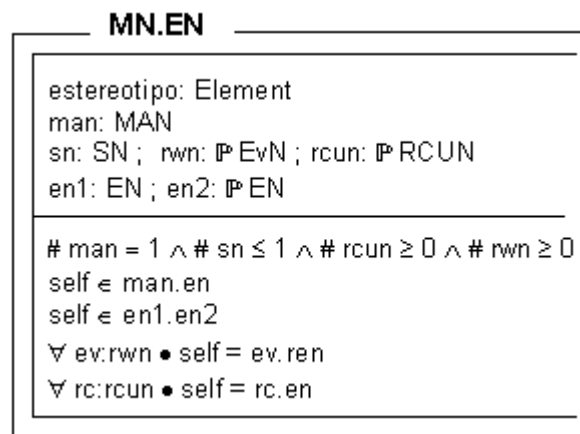 MN.EN
estereotipo: Element
man: MAN
sn: SN ; rwn: ℙ EvN ; rcun: ℙ RCUN
en1: EN ; en2: ℙ EN
# man = 1 ∧ # sn ≤ 1 ∧ # rcun ≥ 0 ∧ # rwn ≥ 0
self ∈ man.en
self ∈ en1.en2
∀ ev:rwn • self = ev.ren
∀ rc:rcun • self = rc.en